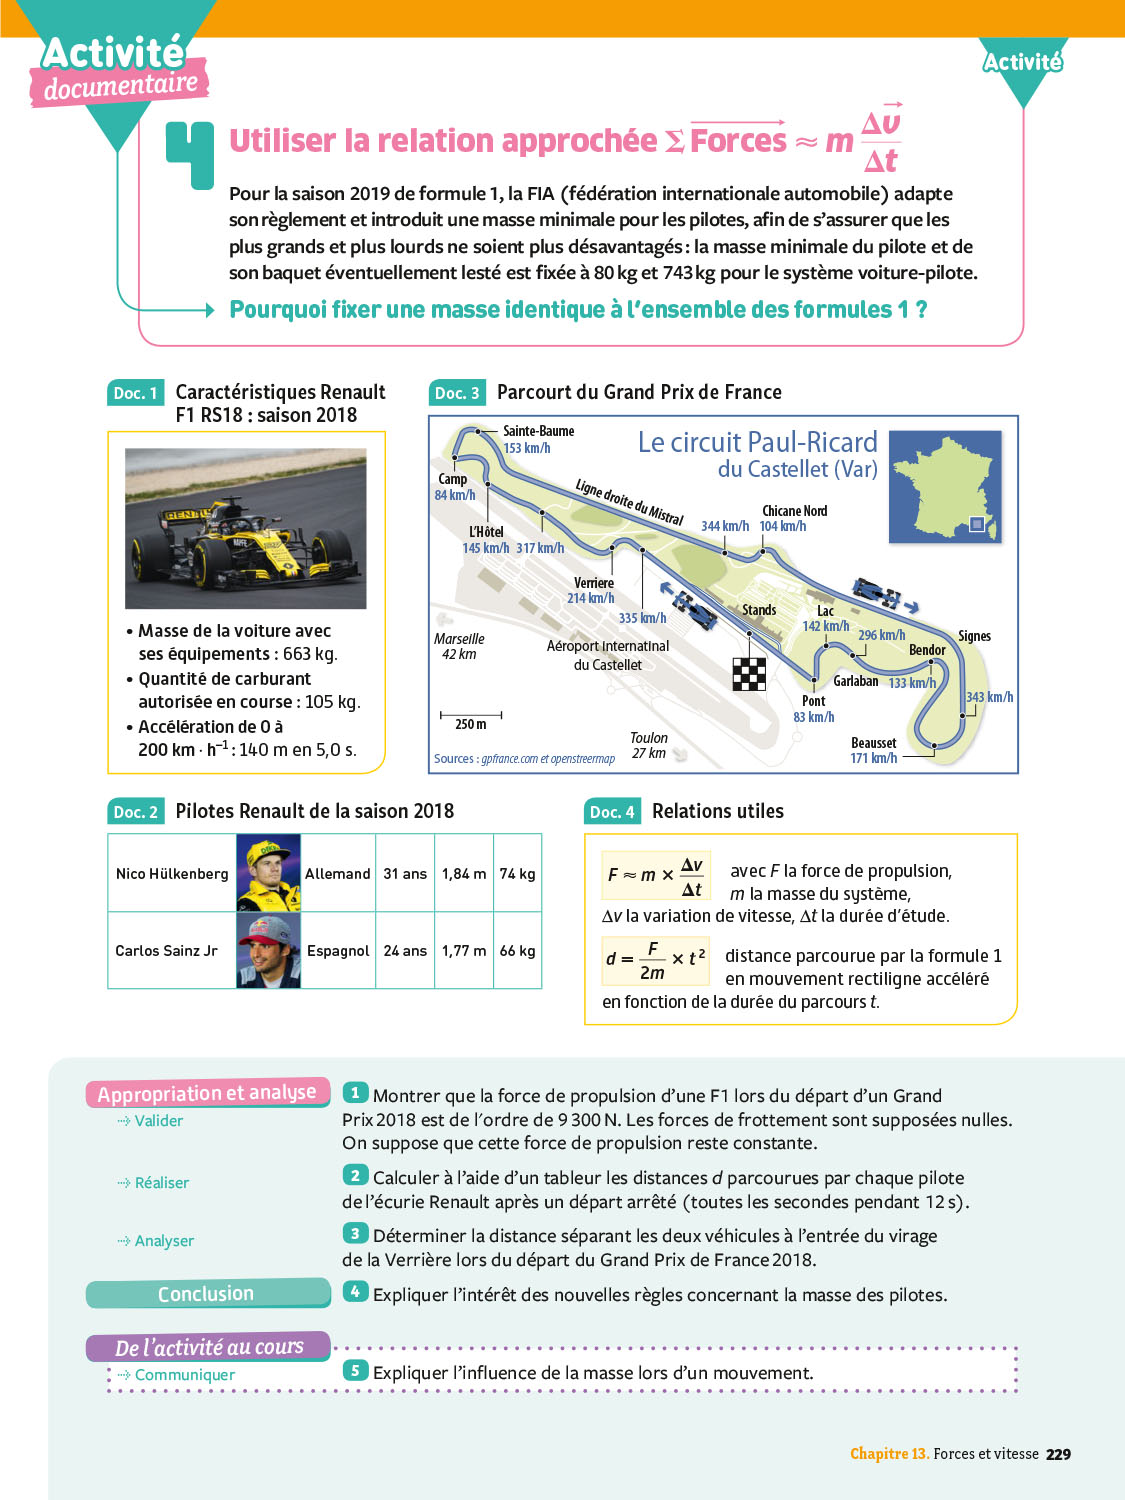 Activité
documentaire
Activité
4 Utiliser la relation approchée ∑ Forces ≈ m Δv/Δt
Pour la saison 2019 de formule 1, la FIA (fédération internationale automobile) adapte
son règlement et introduit une masse minimale pour les pilotes, afin de s'assurer que les
plus grands et plus lourds ne soient plus désavantagés : la masse minimale du pilote et de
son baquet éventuellement lesté est fixée à 80 kg et 743 kg pour le système voiture-pilote.
Pourquoi fixer une masse identique à l'ensemble des formules 1 ?
Doc. 1 Caractéristiques Renault
F1 RS18 : saison 2018
RENAULT
• Masse de la voiture avec
ses équipements : 663 kg.
• Quantité de carburant
autorisée en course : 105 kg.
• Accélération de 0 à
200 km · h⁻¹ : 140 m en 5,0 s.
Doc. 3 Parcourt du Grand Prix de France
Le circuit Paul-Ricard
du Castellet (Var)
Sainte-Baume
153 km/h
Camp
84 km/h
Ligne droite du Mistral
L'Hôtel
145 km/h
317 km/h
344 km/h
Chicane Nord
104 km/h
Verriere
214 km/h
335 km/h
Stands
Lac
142 km/h
296 km/h
Signes
Bendor
Marseille
42 km
Aéroport internatinal
du Castellet
Garlaban
133 km/h
343 km/h
Pont
83 km/h
250 m
Toulon
27 km
Beausset
171 km/h
Sources : gpfrance.com et openstreermap
Doc. 2 Pilotes Renault de la saison 2018
Nico Hülkenberg Allemand 31 ans 1,84 m 74 kg
Carlos Sainz Jr Espagnol 24 ans 1,77 m 66 kg
Doc. 4 Relations utiles
F ≈ m × Δv/Δt avec F la force de propulsion,
m la masse du système,
Δv la variation de vitesse, Δt la durée d'étude.
d = F/2m × t² distance parcourue par la formule 1
en mouvement rectiligne accéléré
en fonction de la durée du parcours t.
Appropriation et analyse
⇢ Valider
1 Montrer que la force de propulsion d'une F1 lors du départ d'un Grand
Prix 2018 est de l'ordre de 9 300 N. Les forces de frottement sont supposées nulles.
On suppose que cette force de propulsion reste constante.
⇢ Réaliser
2 Calculer à l'aide d'un tableur les distances d parcourues par chaque pilote
de l'écurie Renault après un départ arrêté (toutes les secondes pendant 12 s).
⇢ Analyser
3 Déterminer la distance séparant les deux véhicules à l'entrée du virage
de la Verrière lors du départ du Grand Prix de France 2018.
Conclusion
4 Expliquer l'intérêt des nouvelles règles concernant la masse des pilotes.
De l'activité au cours
⇢ Communiquer
5 Expliquer l'influence de la masse lors d'un mouvement.
Chapitre 13. Forces et vitesse 229